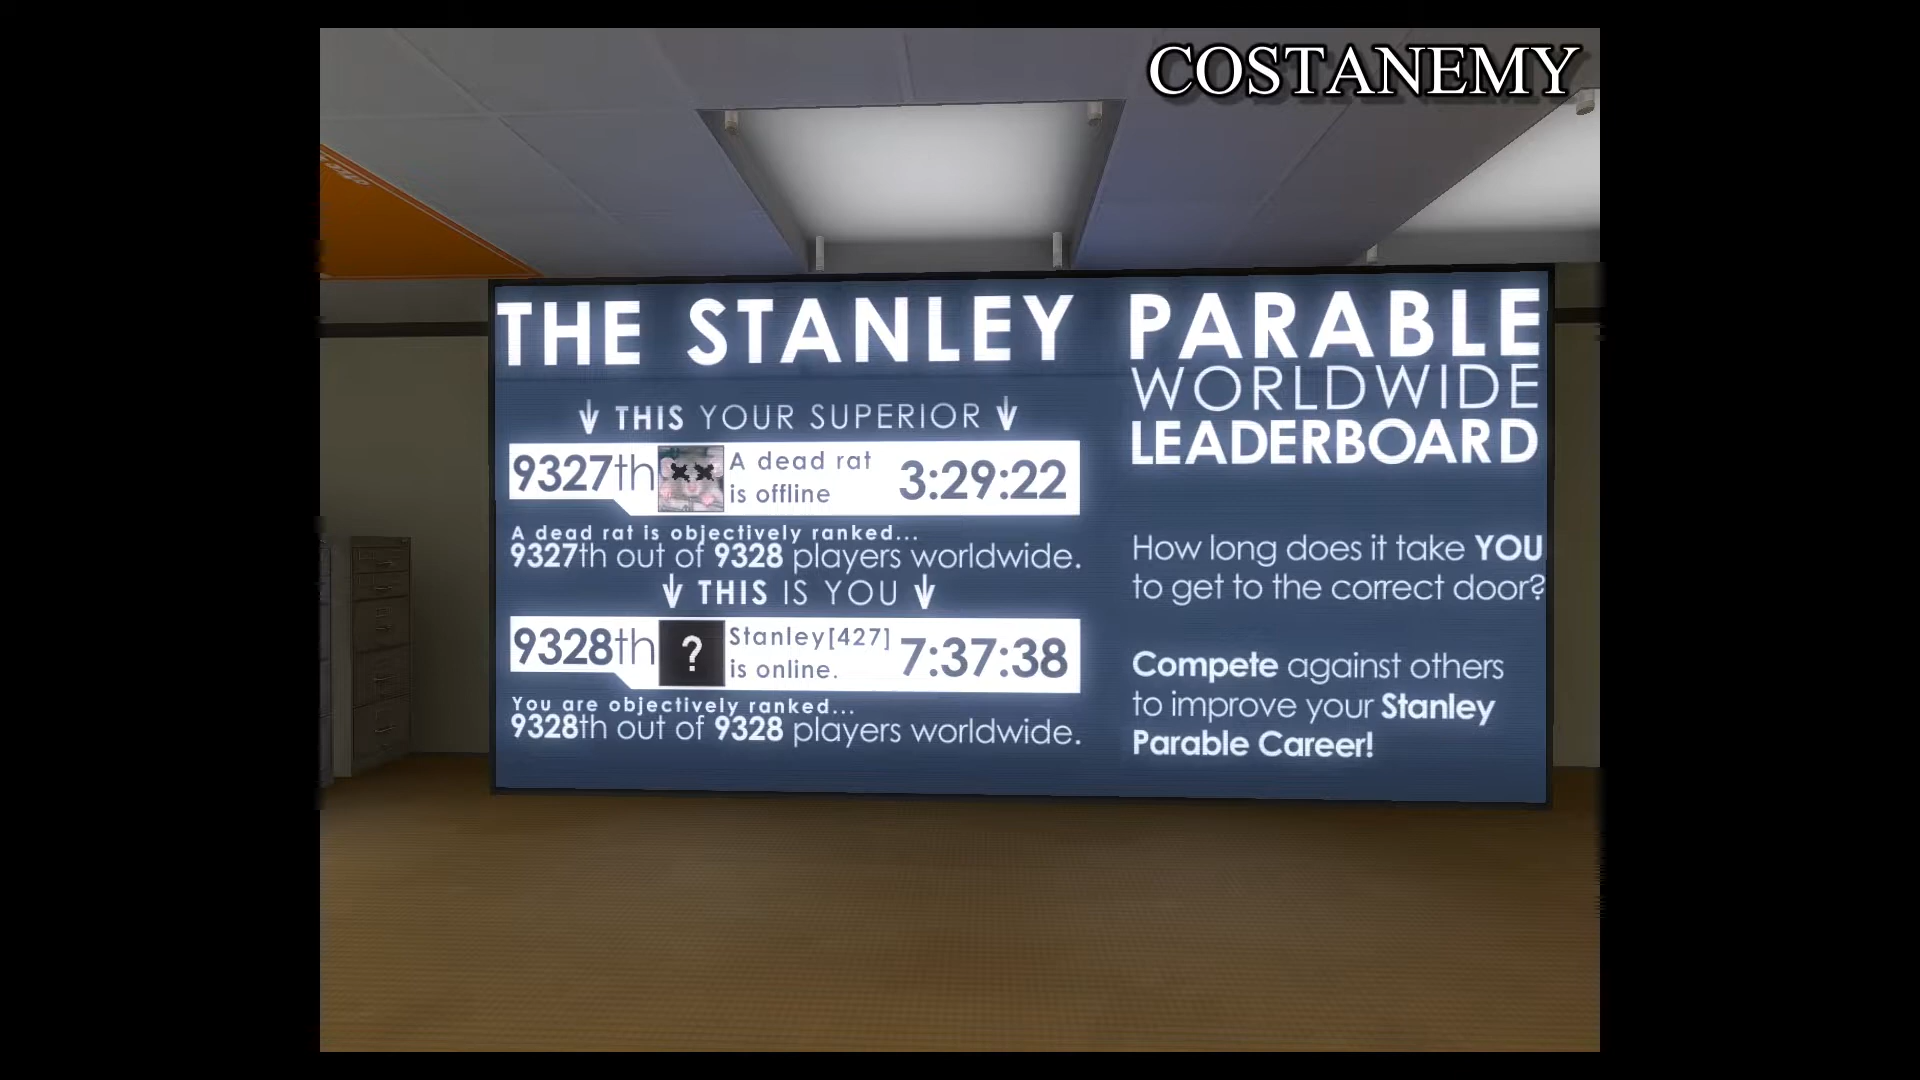 COSTANEMY
THE STANLEY PARABLE
WORLDWIDE
LEADERBOARD
THIS YOUR SUPERIOR
9327th
A dead rat
is offline
3:29:22
A dead rat is objectively ranked...
9327th out of 9328 players worldwide.
THIS IS YOU
9328th
?
Stanley[427]
is online.
7:37:38
You are objectively ranked...
9328th out of 9328 players worldwide.
How long does it take YOU
to get to the correct door?
Compete against others
to improve your Stanley
Parable Career!